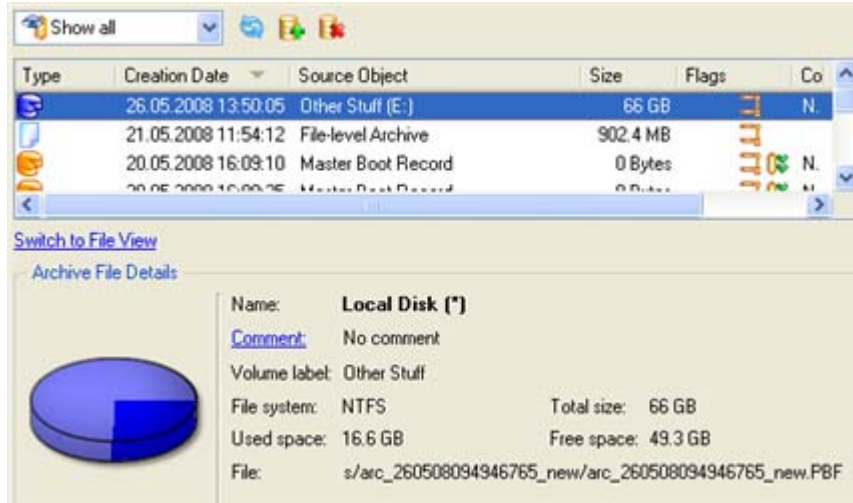 Show all
Type Creation Date Source Object Size Flags Co
26.05.2008 13:50:05 Other Stuff (E:) 66 GB N.
21.05.2008 11:54:12 File-level Archive 902.4 MB
20.05.2008 16:09:10 Master Boot Record 0 Bytes N.
Switch to File View
Archive File Details
Name: Local Disk (*)
Comment: No comment
Volume label: Other Stuff
File system: NTFS Total size: 66 GB
Used space: 16.6 GB Free space: 49.3 GB
File: s/arc_260508094946765_new/arc_260508094946765_new.PBF